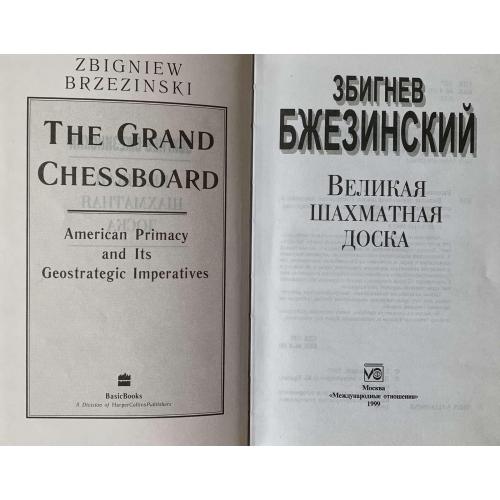 ZBIGNIEW
BRZEZINSKI
THE GRAND
CHESSBOARD
American Primacy
and Its
Geostrategic Imperatives
BasicBooks
A Division of HarperCollinsPublishers
ЗБИГНЕВ
БЖЕЗИНСКИЙ
ВЕЛИКАЯ
ШАХМАТНАЯ
ДОСКА
Москва
«Международные отношения»
1999